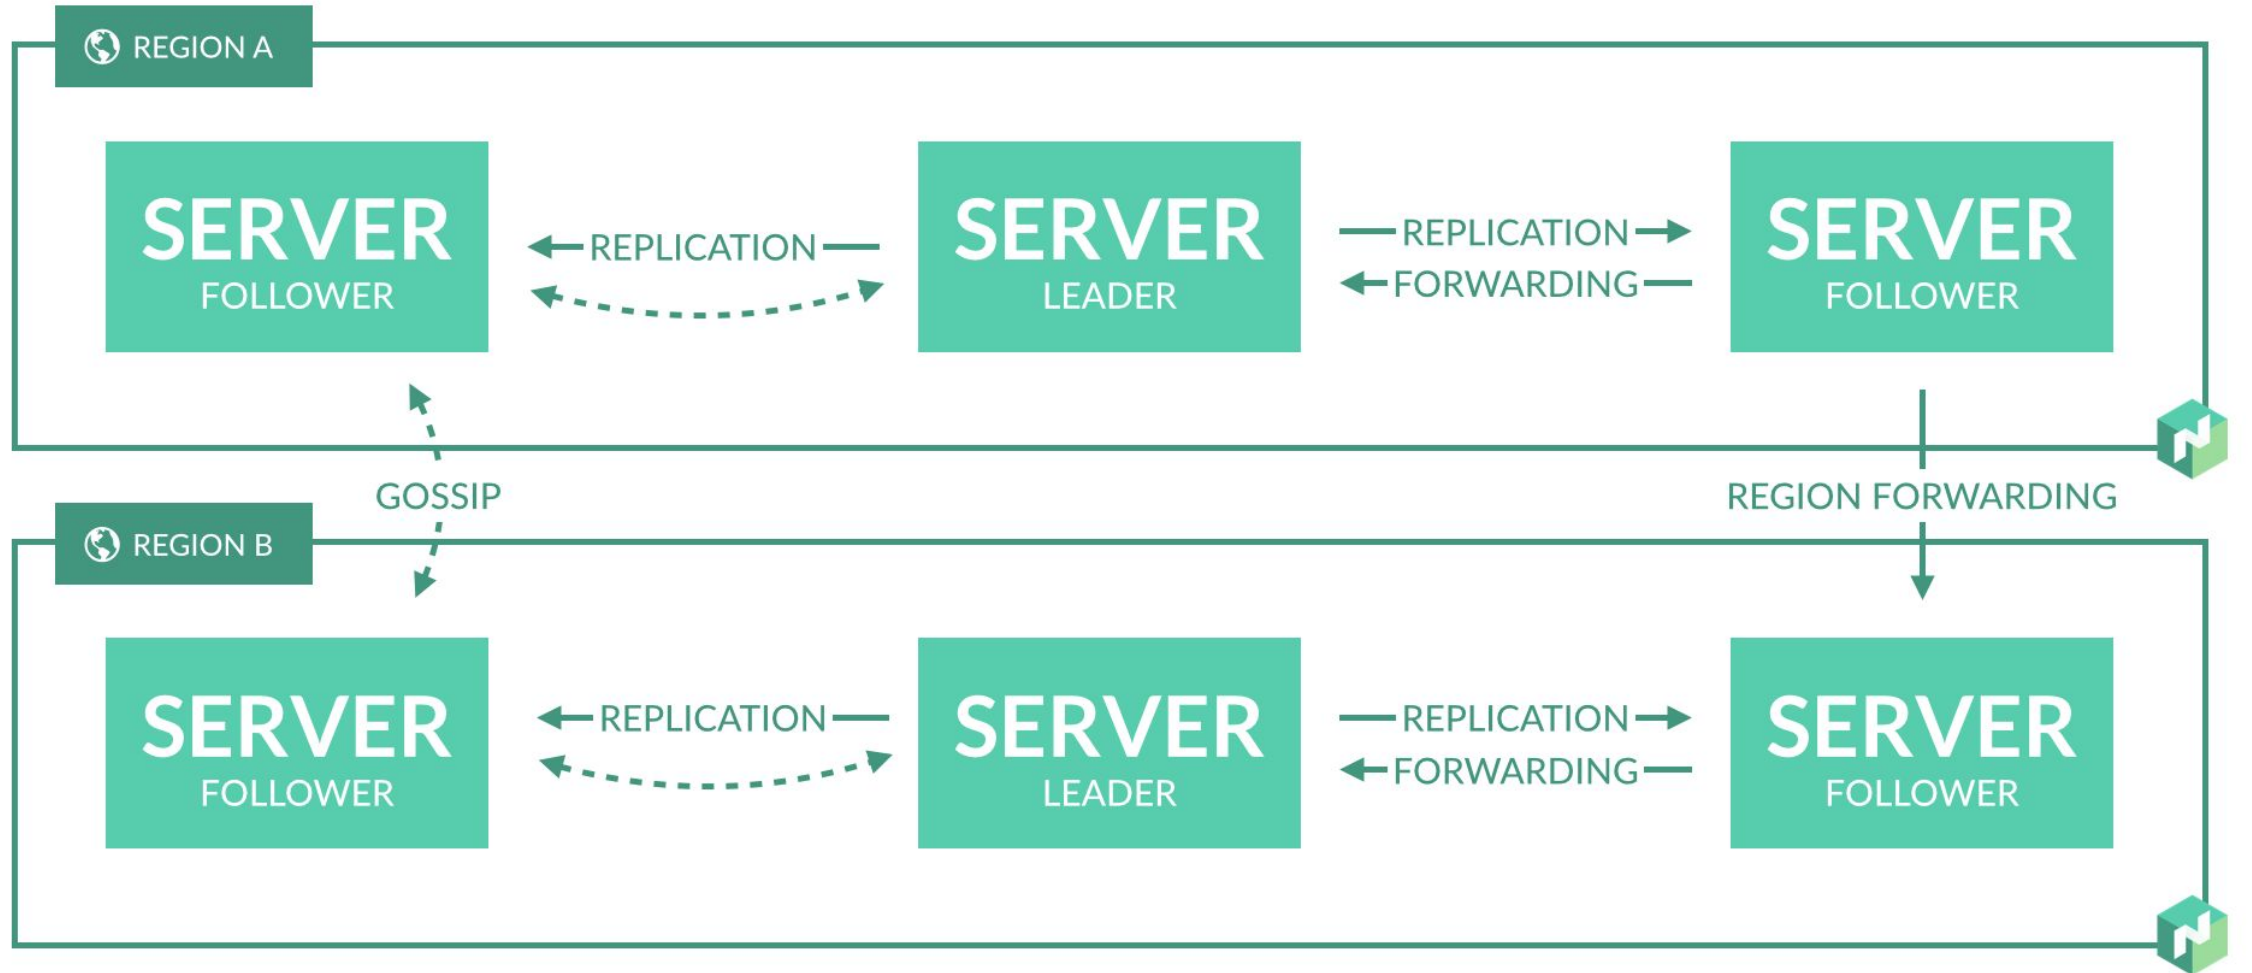 REGION A
SERVER
FOLLOWER
REPLICATION
SERVER
LEADER
REPLICATION
FORWARDING
SERVER
FOLLOWER
GOSSIP
REGION FORWARDING
REGION B
SERVER
FOLLOWER
REPLICATION
SERVER
LEADER
REPLICATION
FORWARDING
SERVER
FOLLOWER